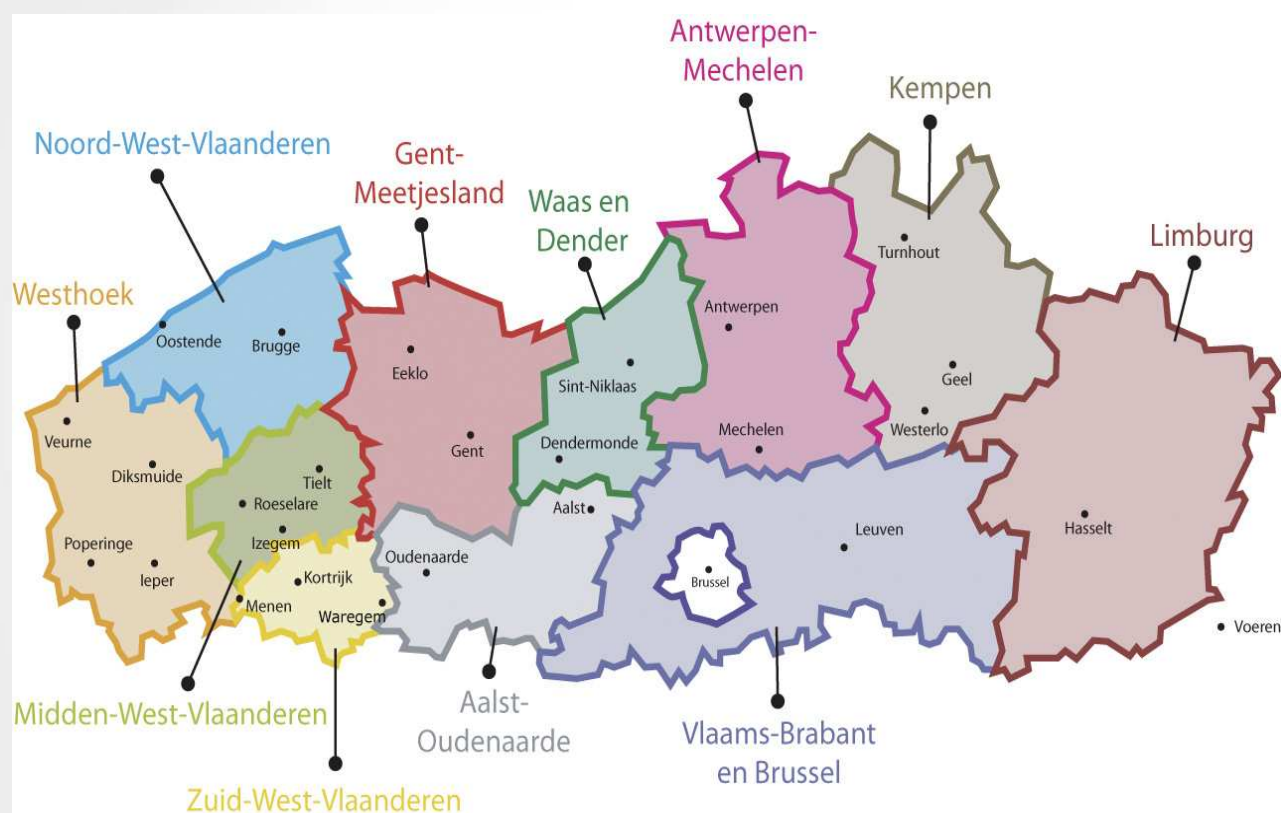 Antwerpen-
Mechelen
Kempen
Noord-West-Vlaanderen
Gent-
Meetjesland
Waas en
Dender
Limburg
Westhoek
Turnhout
Antwerpen
Oostende
Brugge
Eeklo
Sint-Niklaas
Geel
Veurne
Westerlo
Mechelen
Gent
Dendermonde
Diksmuide
Tielt
Roeselare
Aalst
Hasselt
Leuven
Izegem
Poperinge
Ieper
Oudenaarde
Kortrijk
Brussel
Menen
Waregem
Voeren
Midden-West-Vlaanderen
Aalst-
Oudenaarde
Vlaams-Brabant
en Brussel
Zuid-West-Vlaanderen